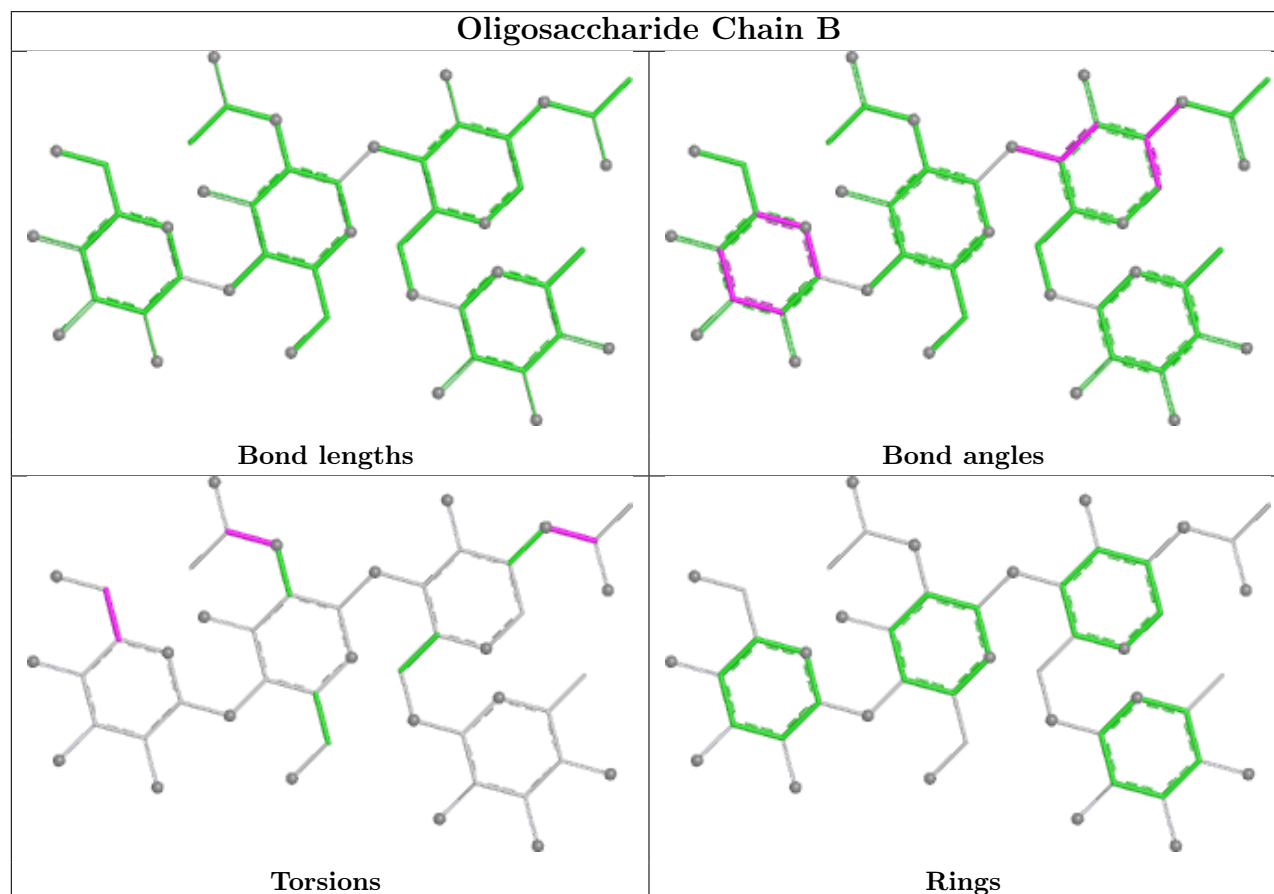 Oligosaccharide Chain B
Bond lengths
Bond angles
Torsions
Rings